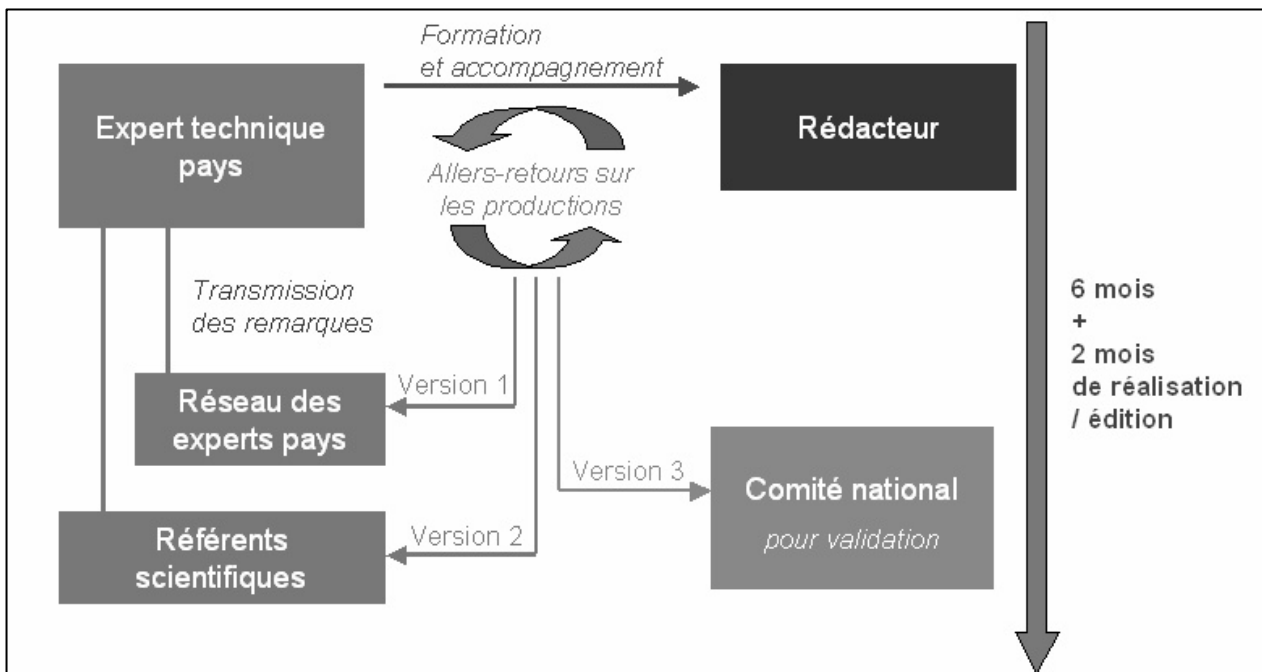 Formation
et accompagnement
Expert technique
pays
Rédacteur
Allers-retours sur
les productions
Transmission
des remarques
6 mois
+
2 mois
de réalisation
/ édition
Version 1
Réseau des
experts pays
Version 3
Comité national
pour validation
Version 2
Référents
scientifiques